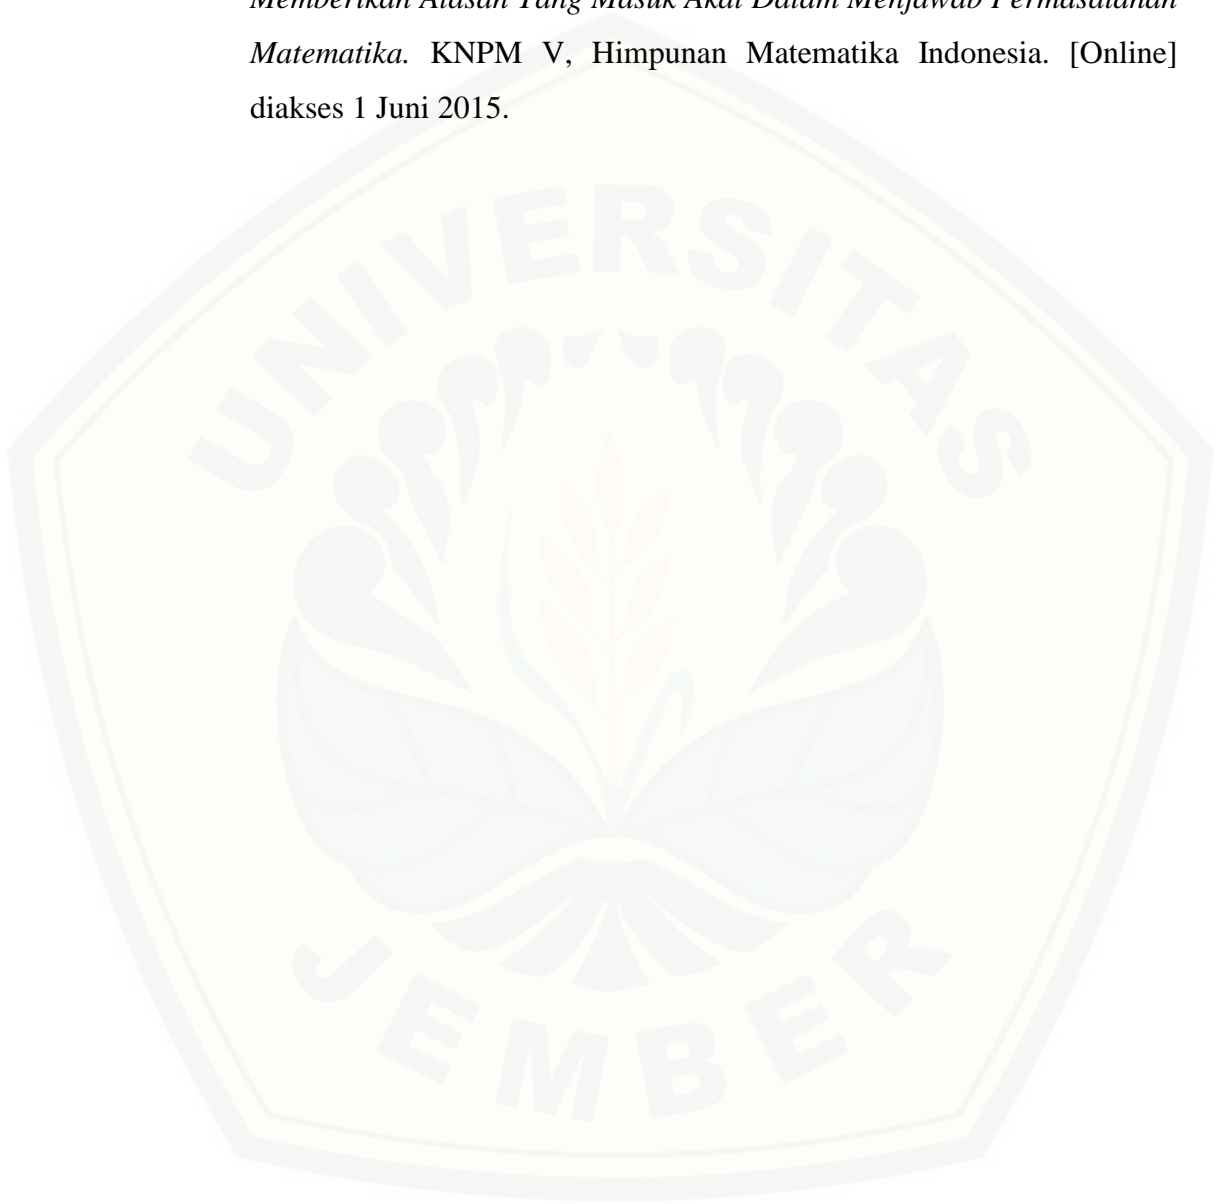 Memberikan Alasan Yang Masuk Akal Dalam Menjawab Permasalahan
Matematika. KNPM V, Himpunan Matematika Indonesia. [Online]
diakses 1 Juni 2015.
UNIVERSITAS
JEMBER